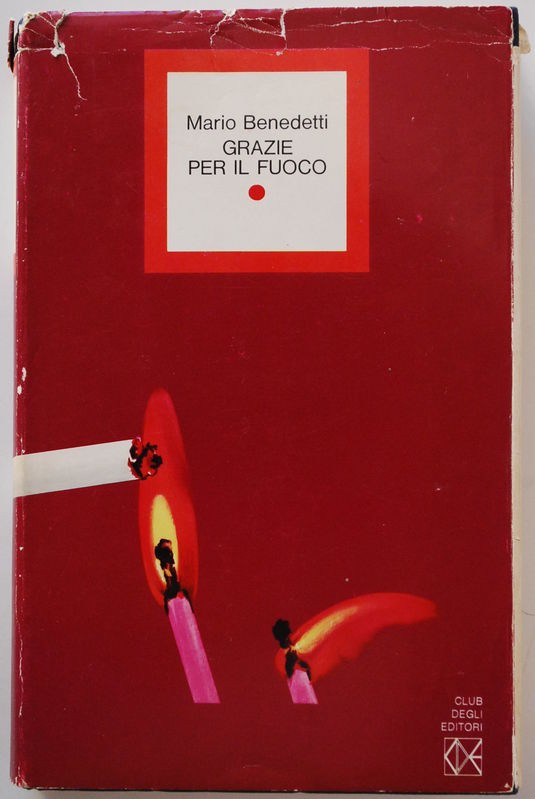 Mario Benedetti
GRAZIE
PER IL FUOCO
CLUB
DEGLI
EDITORI